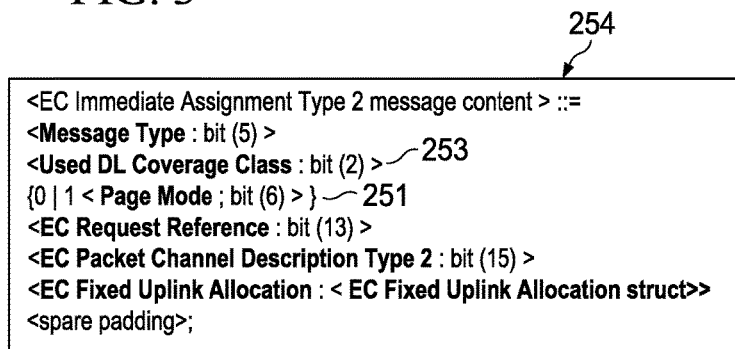 254
<EC Immediate Assignment Type 2 message content > ::=
<Message Type : bit (5) >
<Used DL Coverage Class : bit (2) > 253
{0 | 1 < Page Mode ; bit (6) > } 251
<EC Request Reference : bit (13) >
<EC Packet Channel Description Type 2 : bit (15) >
<EC Fixed Uplink Allocation : < EC Fixed Uplink Allocation struct>>
<spare padding>;